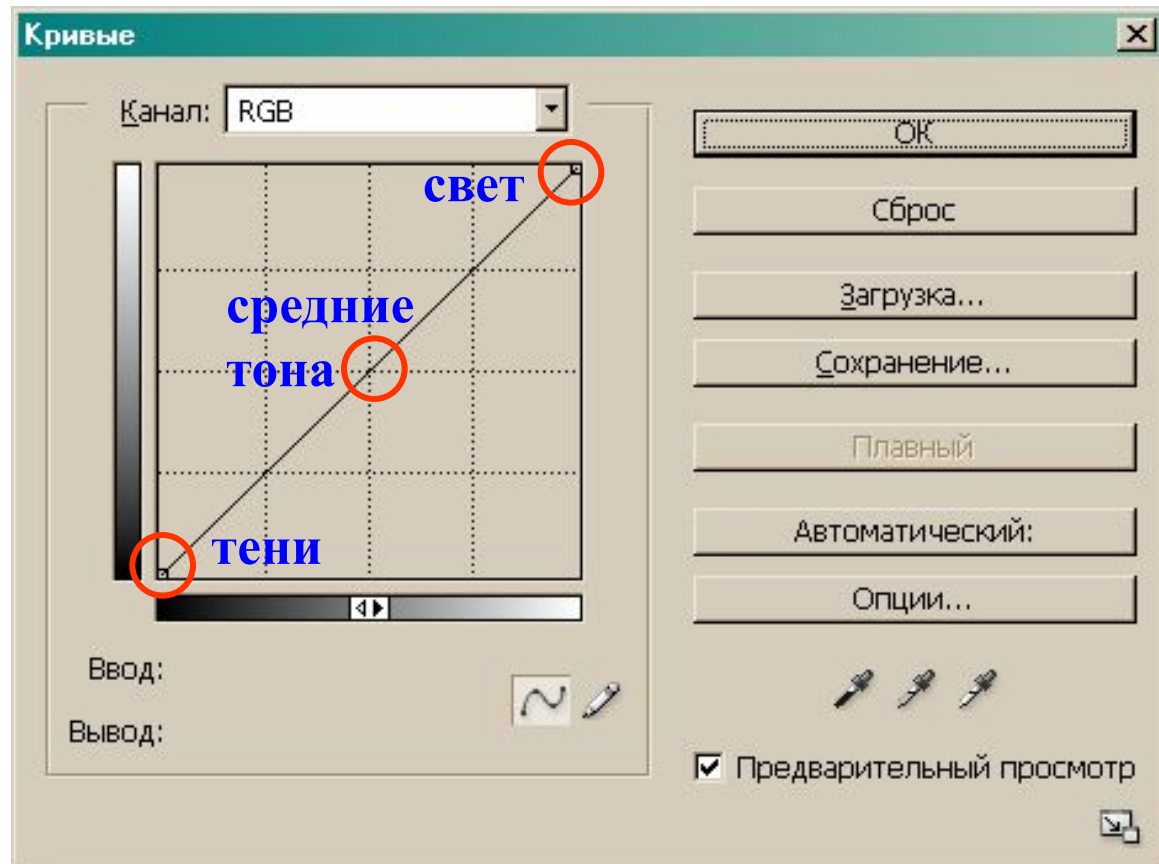 Кривые
Канал: RGB
свет
средние
тона
тени
Ввод:
Вывод:
OK
Сброс
Загрузка...
Сохранение...
Плавный
Автоматический:
Опции...
Предварительный просмотр